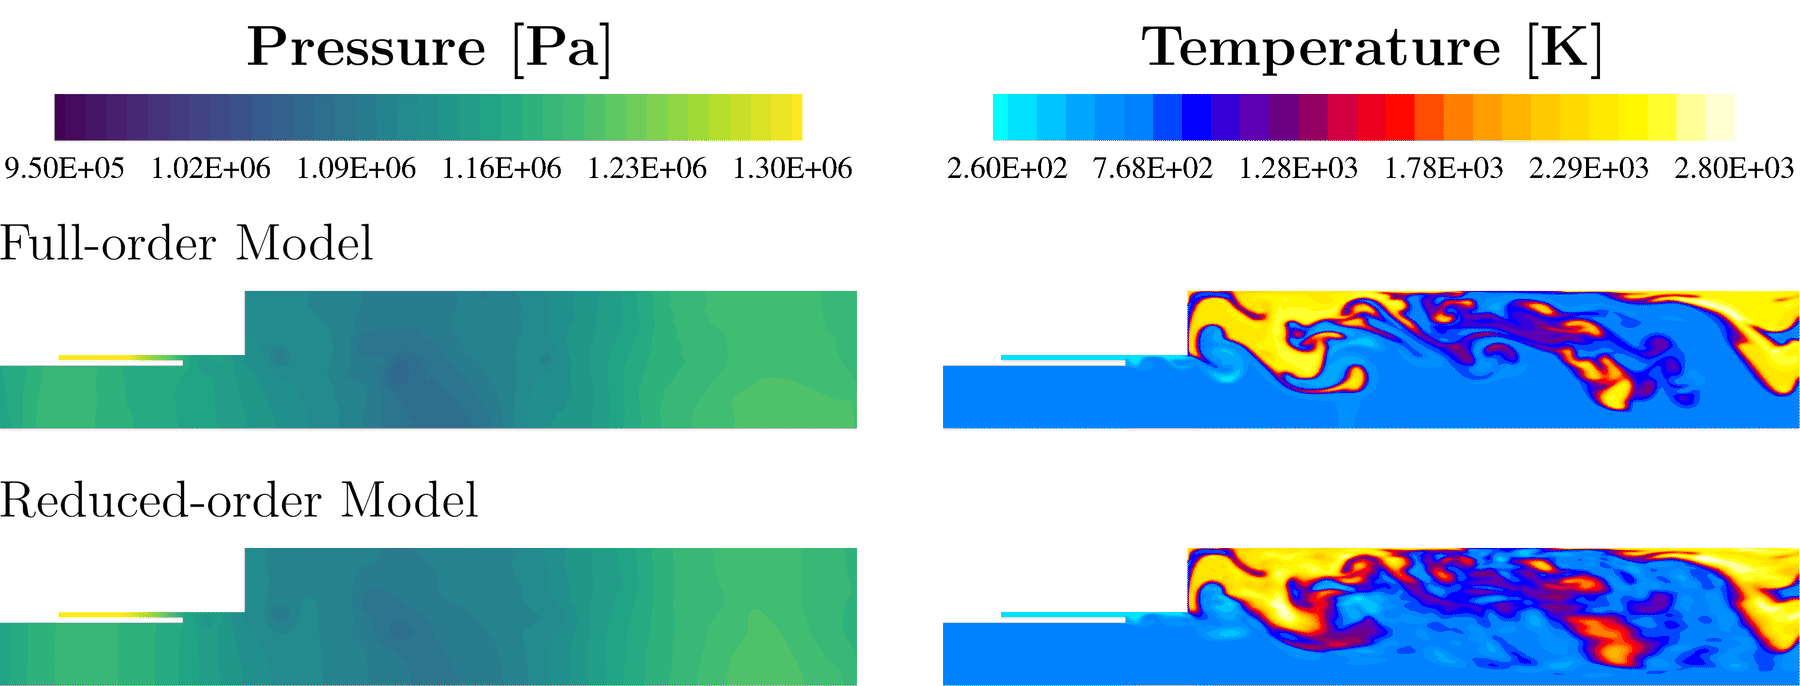 Pressure [Pa]
Temperature [K]
9.50E+05 1.02E+06 1.09E+06 1.16E+06 1.23E+06 1.30E+06
2.60E+02 7.68E+02 1.28E+03 1.78E+03 2.29E+03 2.80E+03
Full-order Model
Reduced-order Model